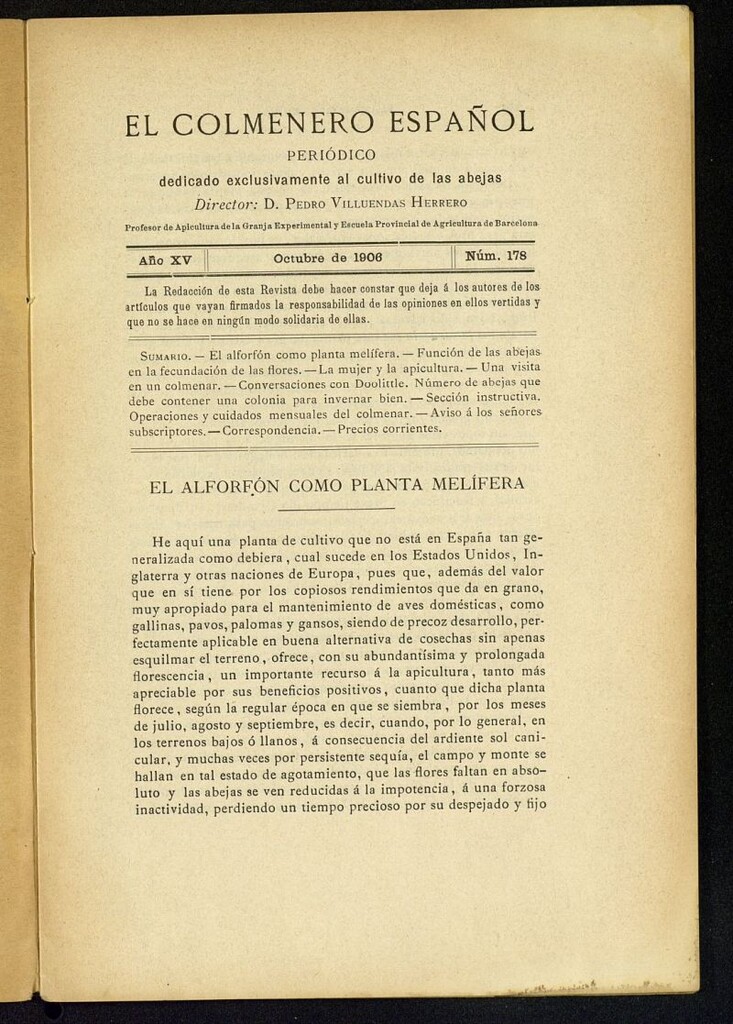 EL COLMENERO ESPAÑOL
PERIÓDICO
dedicado exclusivamente al cultivo de las abejas
Director: D. PEDRO VILLUENDAS HERRERO
Profesor de Apicultura de la Granja Experimental y Escuela Provincial de Agricultura de Barcelona
Año XV Octubre de 1906 Núm. 178
La Redacción de esta Revista debe hacer constar que deja á los autores de los
artículos que vayan firmados la responsabilidad de las opiniones en ellos vertidas y
que no se hace en ningún modo solidaria de ellas.
SUMARIO. — El alforfón como planta melífera. — Función de las abejas
en la fecundación de las flores. — La mujer y la apicultura. — Una visita
en un colmenar. — Conversaciones con Doolittle. Número de abejas que
debe contener una colonia para invernar bien. — Sección instructiva.
Operaciones y cuidados mensuales del colmenar. — Aviso á los señores
subscriptores. — Correspondencia. — Precios corrientes.
EL ALFORFÓN COMO PLANTA MELÍFERA
He aquí una planta de cultivo que no está en España tan ge-
neralizada como debiera, cual sucede en los Estados Unidos, In-
glaterra y otras naciones de Europa, pues que, además del valor
que en sí tiene por los copiosos rendimientos que da en grano,
muy apropiado para el mantenimiento de aves domésticas, como
gallinas, pavos, palomas y gansos, siendo de precoz desarrollo, per-
fectamente aplicable en buena alternativa de cosechas sin apenas
esquilmar el terreno, ofrece, con su abundantísima y prolongada
florescencia, un importante recurso á la apicultura, tanto más
apreciable por sus beneficios positivos, cuanto que dicha planta
florece, según la regular época en que se siembra, por los meses
de julio, agosto y septiembre, es decir, cuando, por lo general, en
los terrenos bajos ó llanos, á consecuencia del ardiente sol cani-
cular, y muchas veces por persistente sequía, el campo y monte se
hallan en tal estado de agotamiento, que las flores faltan en abso-
luto y las abejas se ven reducidas á la impotencia, á una forzosa
inactividad, perdiendo un tiempo precioso por su despejado y fijo